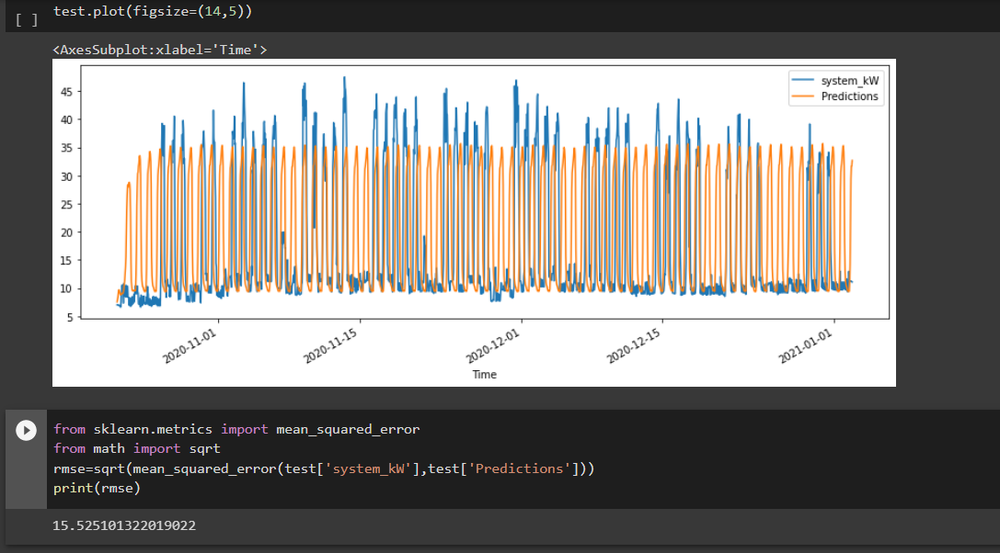 [ ]
test.plot(figsize=(14,5))
<AxesSubplot:xlabel='Time'>
system_kW
Predictions
45
40
35
30
25
20
15
10
5
2020-11-01
2020-11-15
2020-12-01
2020-12-15
2021-01-01
Time
from sklearn.metrics import mean_squared_error
from math import sqrt
rmse=sqrt(mean_squared_error(test['system_kW'],test['Predictions']))
print(rmse)
15.525101322019022